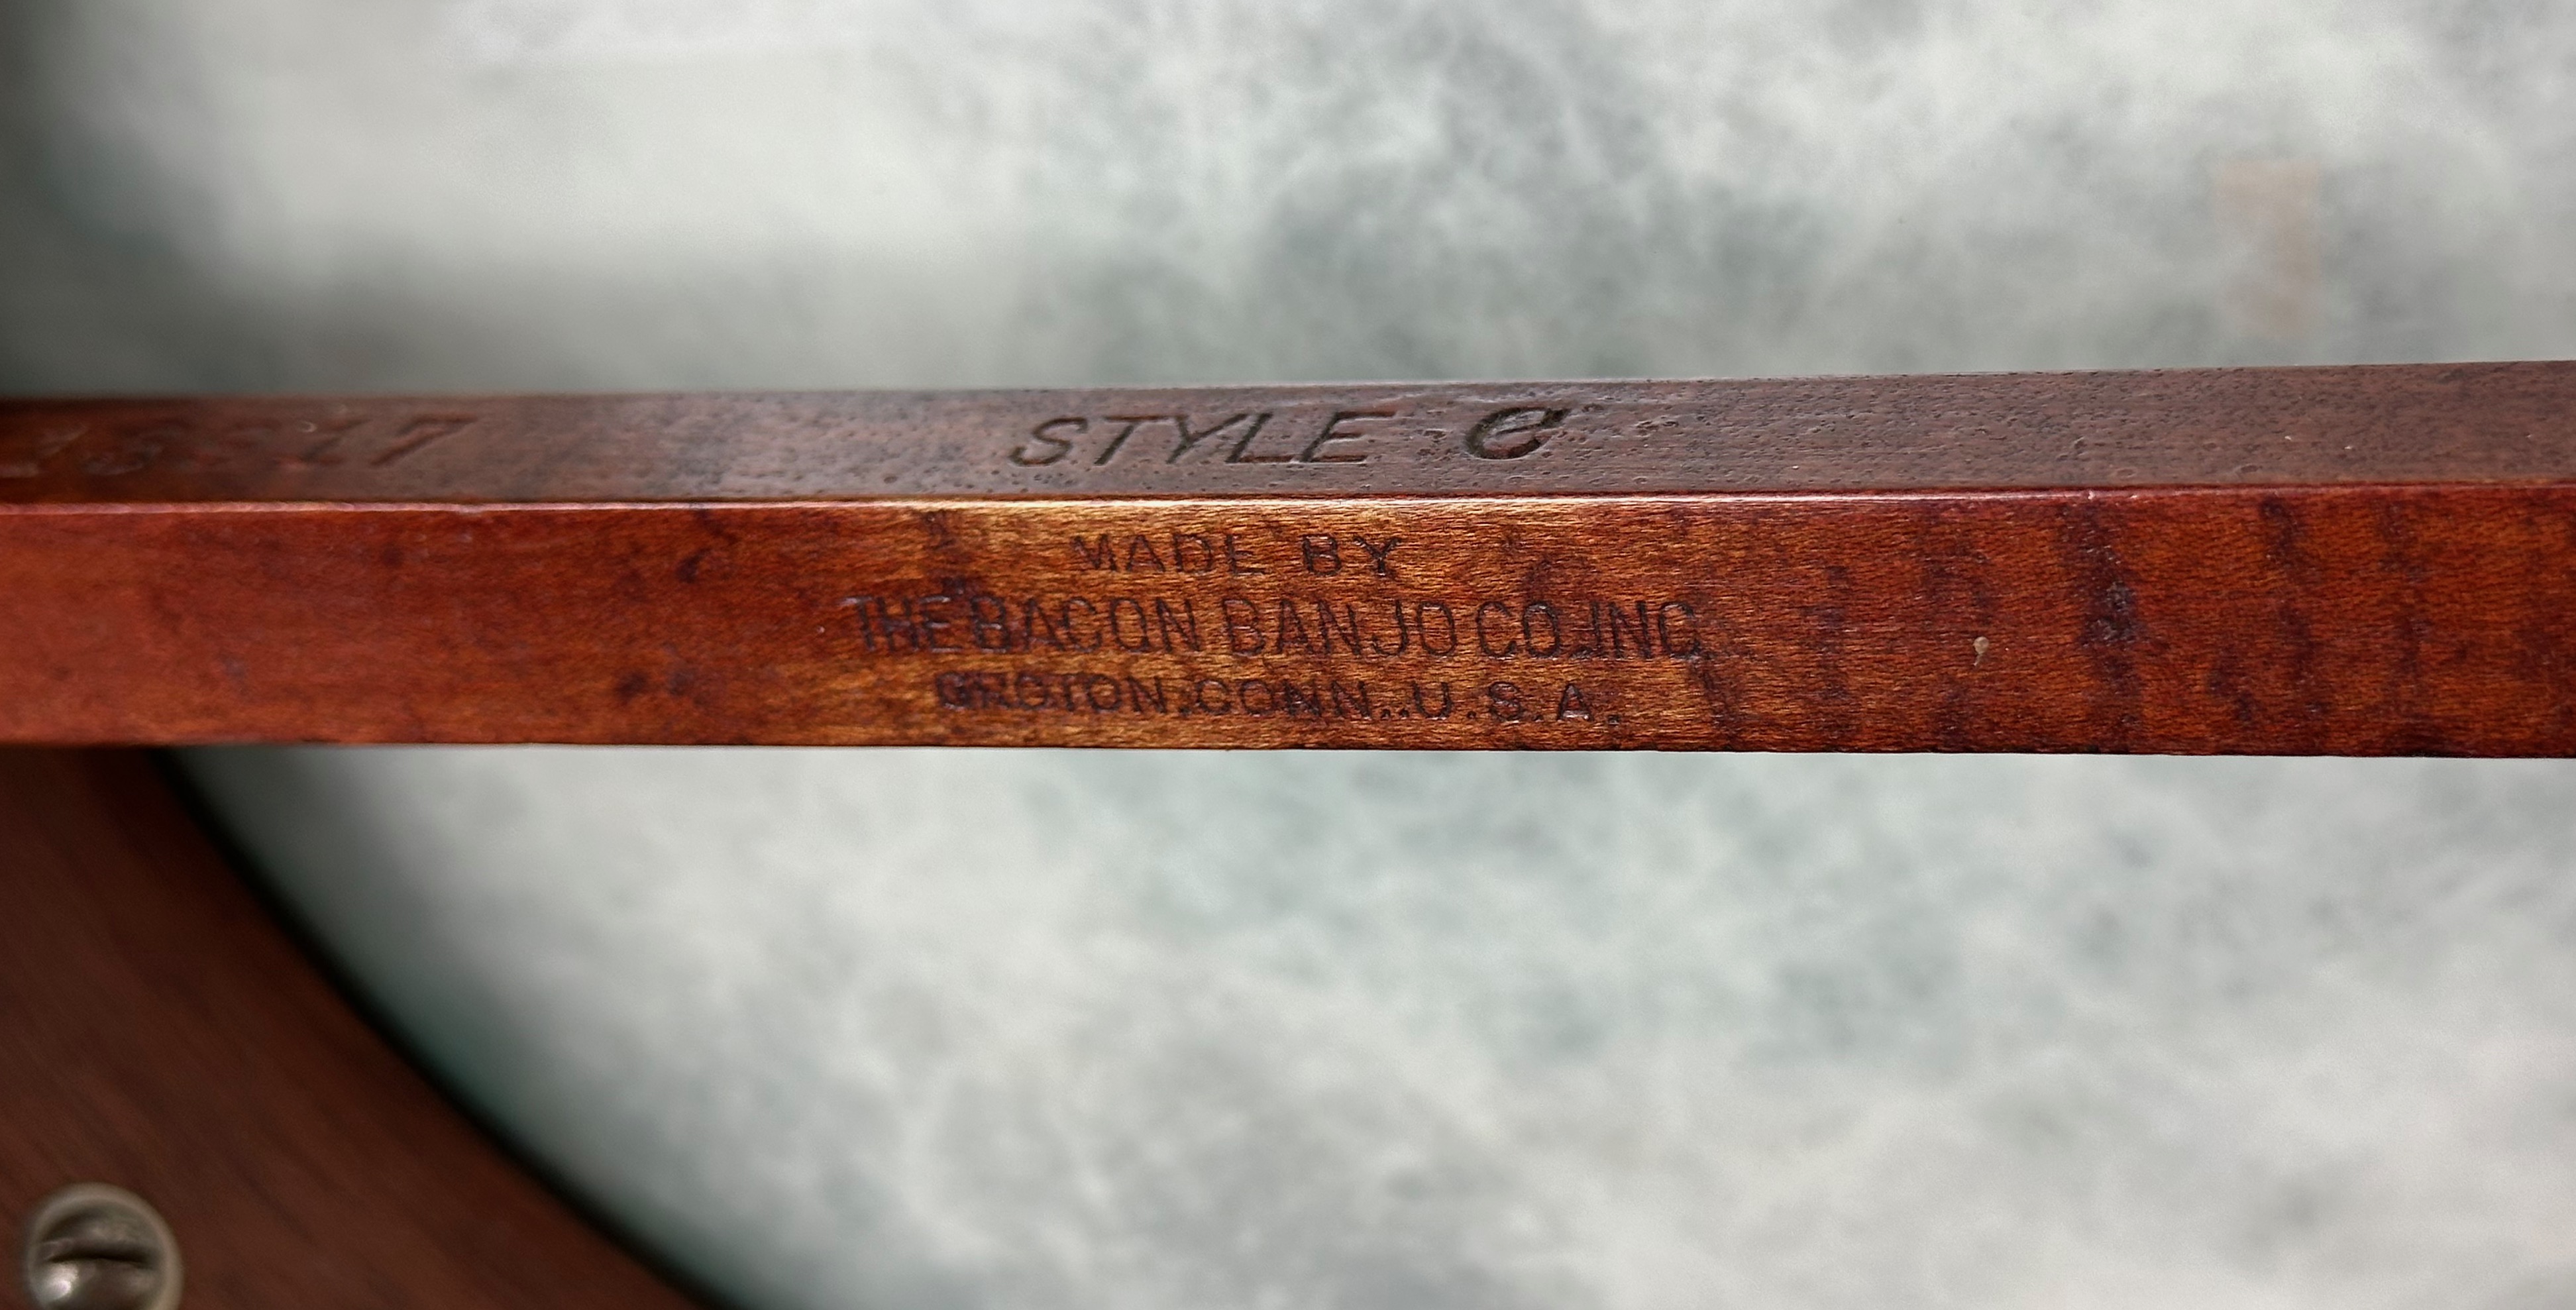 STYLE C
MADE BY
THE BACON BANJO CO. INC.
GROTON, CONN., U.S.A.